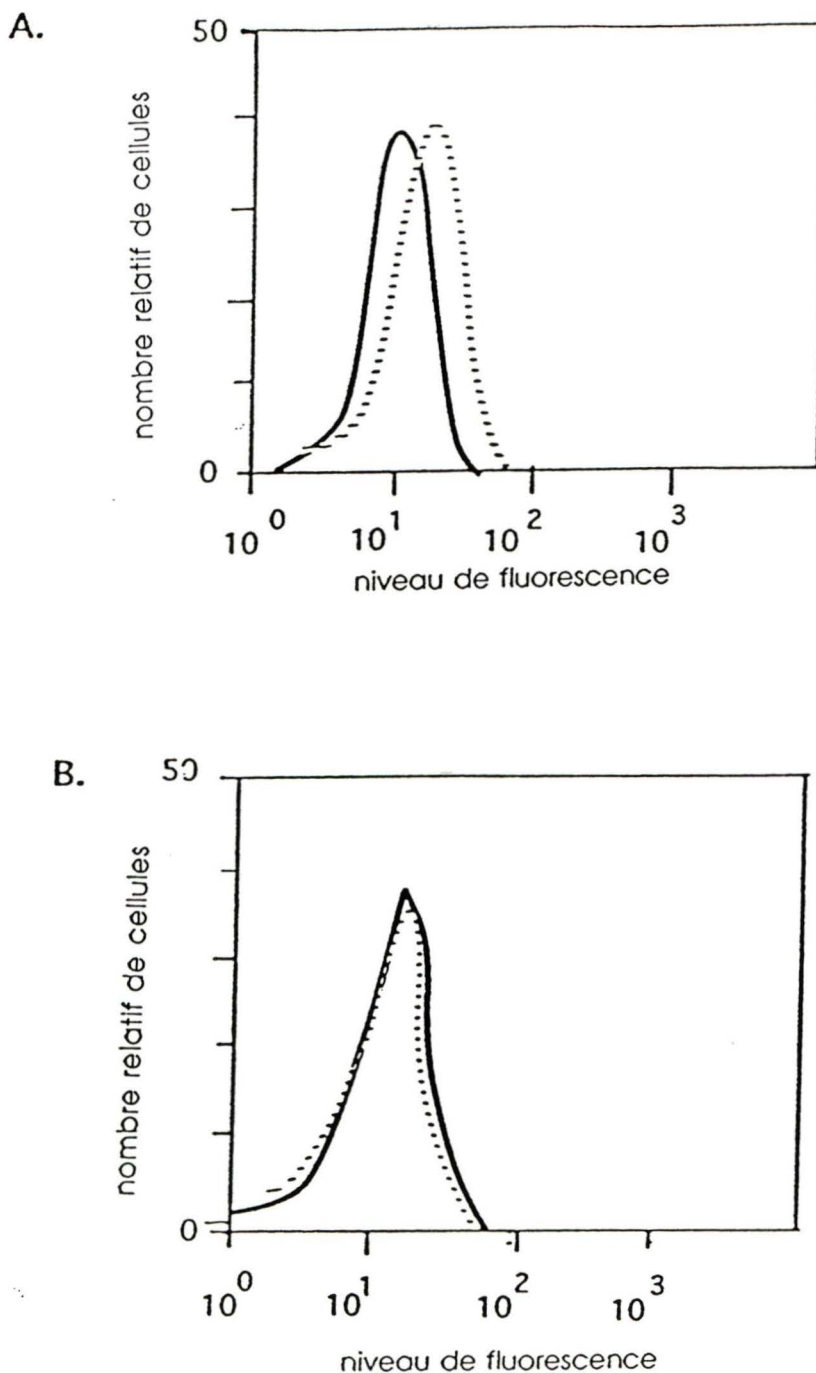 A.
50
nombre relatif de cellules
0
10^0 10^1 10^2 10^3
niveau de fluorescence
B.
50
nombre relatif de cellules
0
10^0 10^1 10^2 10^3
niveau de fluorescence